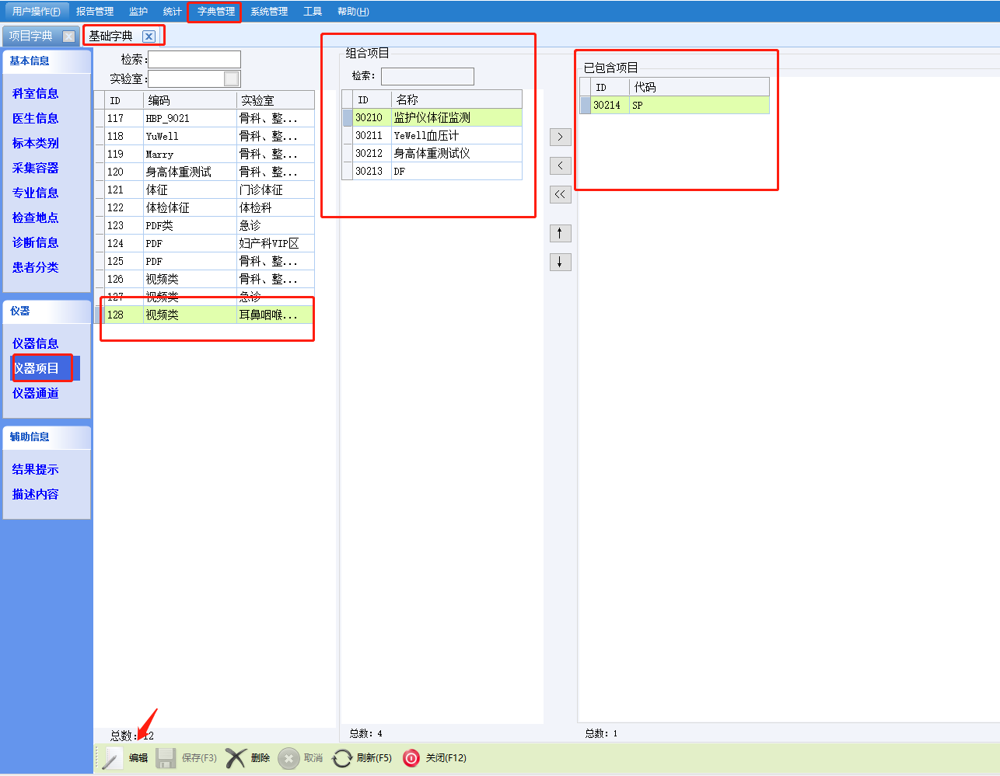 用户操作(F) 报告管理 监护 统计 字典管理 系统管理 工具 帮助(H)
项目字典 基础字典
基本信息
科室信息
医生信息
标本类别
采集容器
专业信息
检查地点
诊断信息
患者分类
仪器
仪器信息
仪器项目
仪器通道
辅助信息
结果提示
描述内容
检索:
实验室:
ID 编码 实验室
117 HBP_9021 骨科、整...
118 YuWell 骨科、整...
119 Marry 骨科、整...
120 身高体重测试 骨科、整...
121 体征 门诊体征
122 体检体征 体检科
123 PDF类 急诊
124 PDF 妇产科VIP区
125 PDF 骨科、整...
126 视频类 骨科、整...
127 视频类 急诊
128 视频类 耳鼻咽喉...
总数: 12
组合项目
检索:
ID 名称
30210 监护仪体征监测
30211 YeWell血压计
30212 身高体重测试仪
30213 DF
总数: 4
> 
<
<<
↑
↓
已包含项目
ID 代码
30214 SP
总数: 1
编辑 保存(F3) 删除 取消 刷新(F5) 关闭(F12)